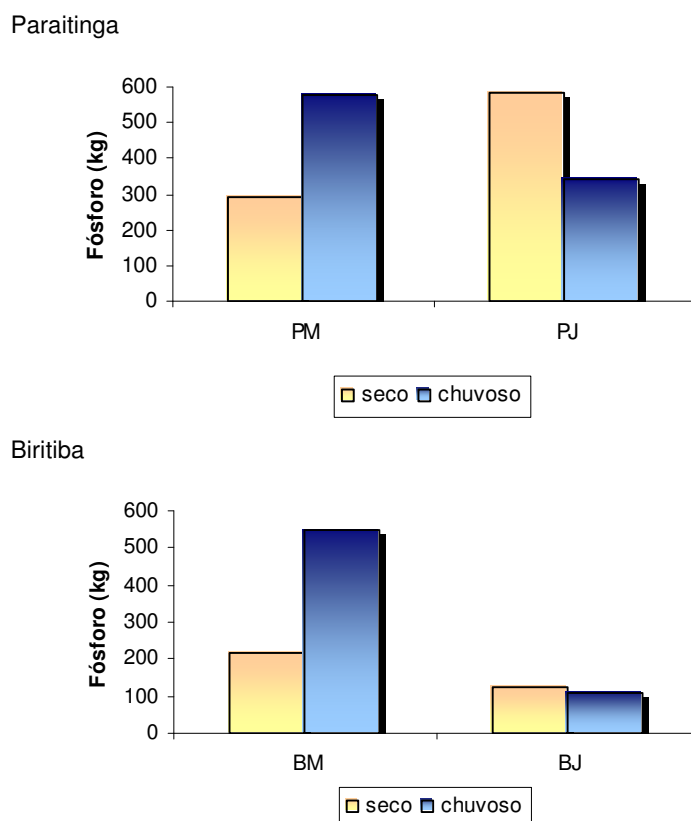 Paraitinga
Fósforo (kg)
600
500
400
300
200
100
0
PM PJ
seco chuvoso
Biritiba
Fósforo (kg)
600
500
400
300
200
100
0
BM BJ
seco chuvoso